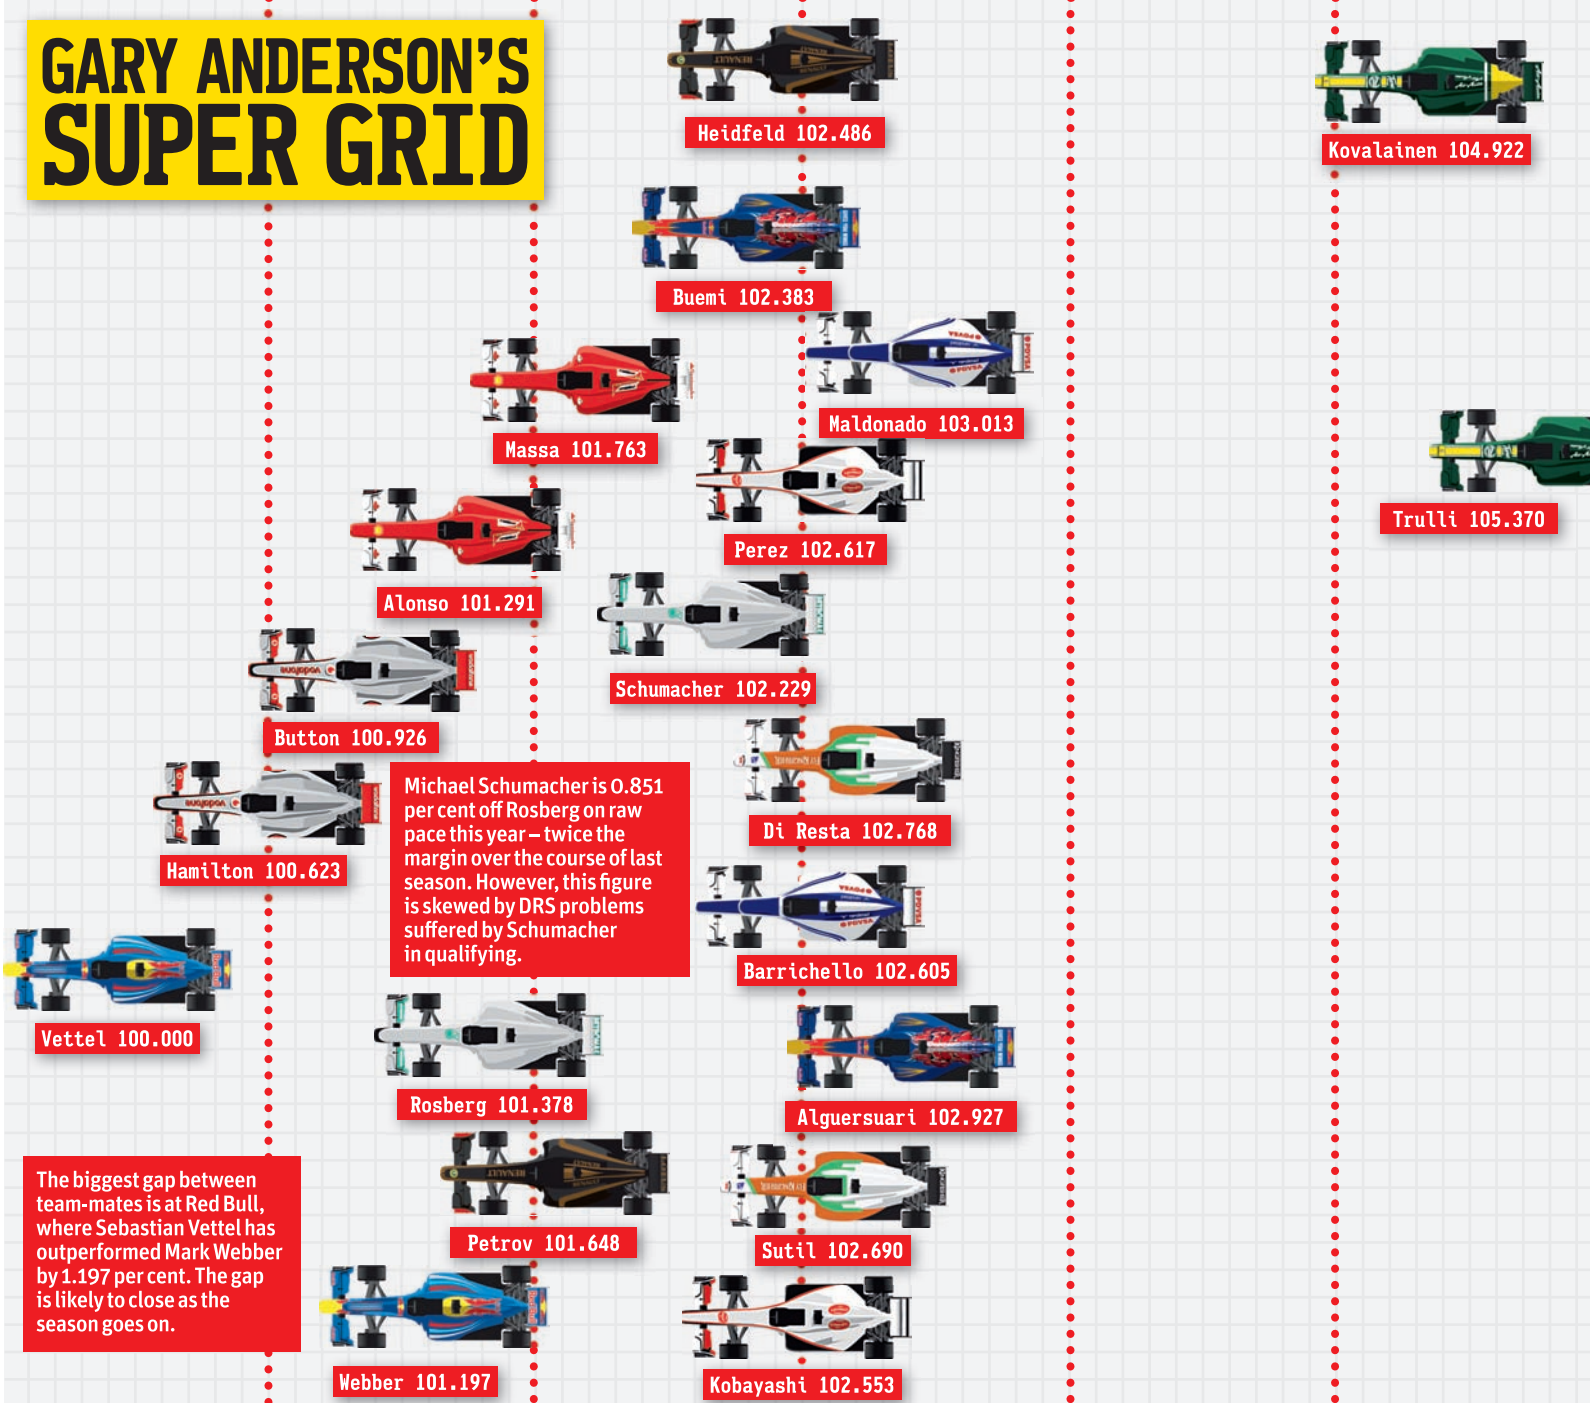 GARY ANDERSON'S
SUPER GRID
Heidfeld 102.486
Kovalainen 104.922
Buemi 102.383
Maldonado 103.013
Massa 101.763
Trulli 105.370
Perez 102.617
Alonso 101.291
Schumacher 102.229
Button 100.926
Michael Schumacher is 0.851
per cent off Rosberg on raw
pace this year – twice the
margin over the course of last
season. However, this figure
is skewed by DRS problems
suffered by Schumacher
in qualifying.
Di Resta 102.768
Hamilton 100.623
Barrichello 102.605
Vettel 100.000
Rosberg 101.378
Alguersuari 102.927
The biggest gap between
team-mates is at Red Bull,
where Sebastian Vettel has
outperformed Mark Webber
by 1.197 per cent. The gap
is likely to close as the
season goes on.
Petrov 101.648
Sutil 102.690
Webber 101.197
Kobayashi 102.553